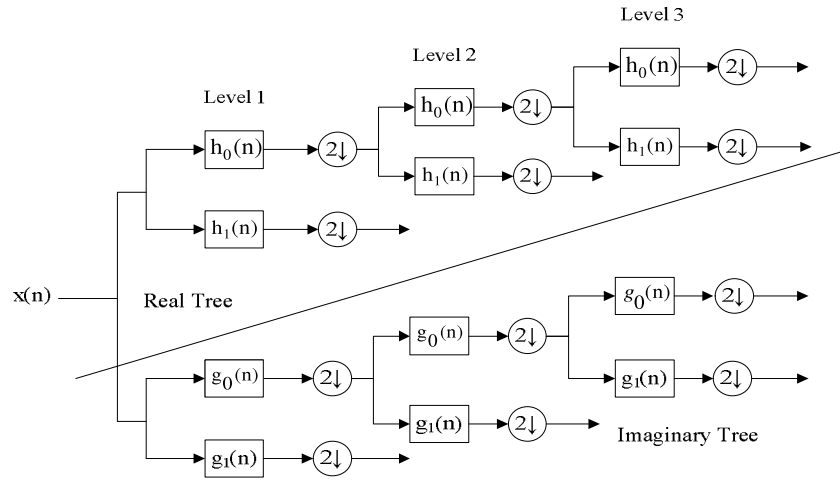 Level 3
h₀(n) 2↓
Level 2
h₀(n) 2↓
Level 1
h₁(n) 2↓
h₀(n) 2↓
h₁(n) 2↓
h₁(n) 2↓
x(n)
Real Tree
g₀(n) 2↓
g₀(n) 2↓
g₀(n) 2↓
g₁(n) 2↓
g₁(n) 2↓
Imaginary Tree
g₁(n) 2↓